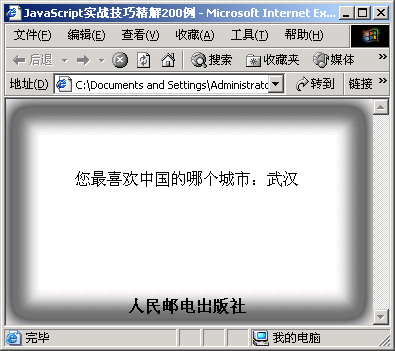 JavaScript实战技巧精解200例 - Microsoft Internet Ex...
文件(F) 编辑(E) 查看(V) 收藏(A) 工具(T) 帮助(H)
后退 搜索 收藏夹 媒体 »
地址(D) C:\Documents and Settings\Administrato 转到 链接 »
您最喜欢中国的哪个城市：武汉
人民邮电出版社
完毕 我的电脑